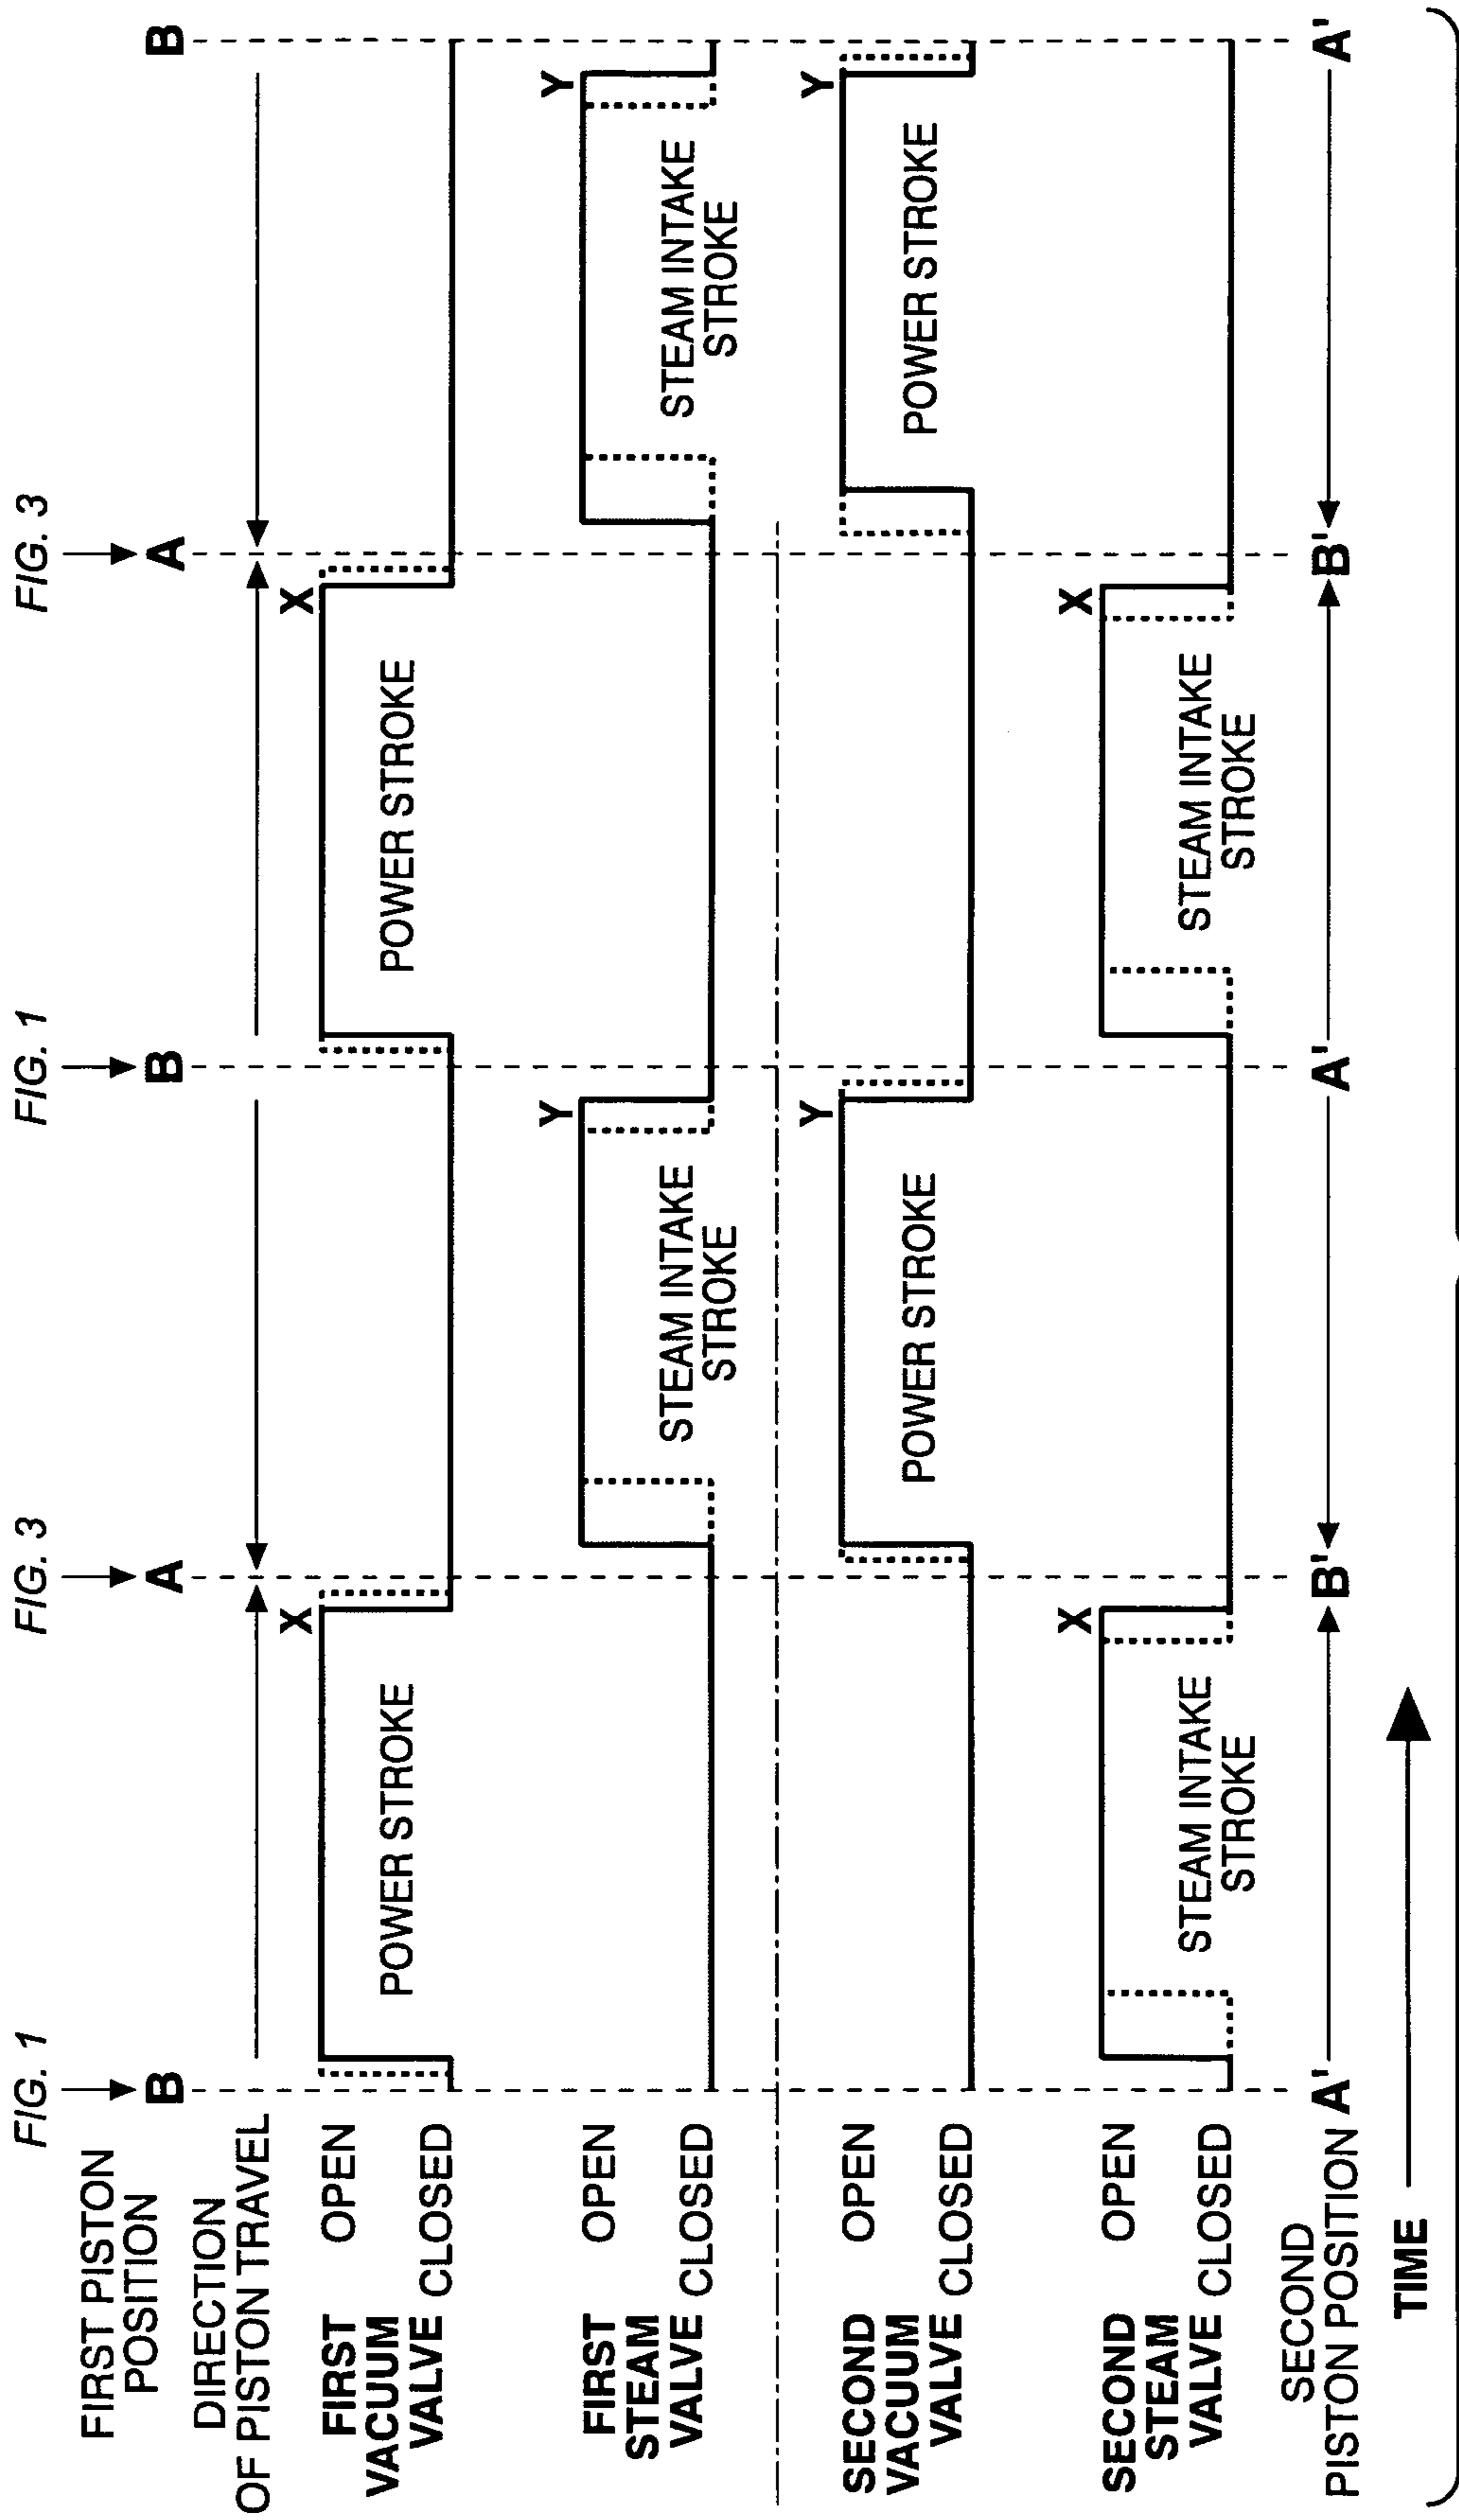 FIG. 1
FIG. 3
FIG. 1
FIG. 3
FIRST PISTON
POSITION
B
A
B
A
B
DIRECTION
OF PISTON TRAVEL
FIRST
VACUUM
VALVE
OPEN
CLOSED
POWER STROKE
X
POWER STROKE
X
FIRST
STEAM
VALVE
OPEN
CLOSED
STEAM INTAKE
STROKE
Y
STEAM INTAKE
STROKE
Y
SECOND
VACUUM
VALVE
OPEN
CLOSED
POWER STROKE
Y
POWER STROKE
Y
SECOND
STEAM
VALVE
OPEN
CLOSED
STEAM INTAKE
STROKE
X
STEAM INTAKE
STROKE
X
SECOND
PISTON POSITION
A'
B'
A'
B'
A'
TIME